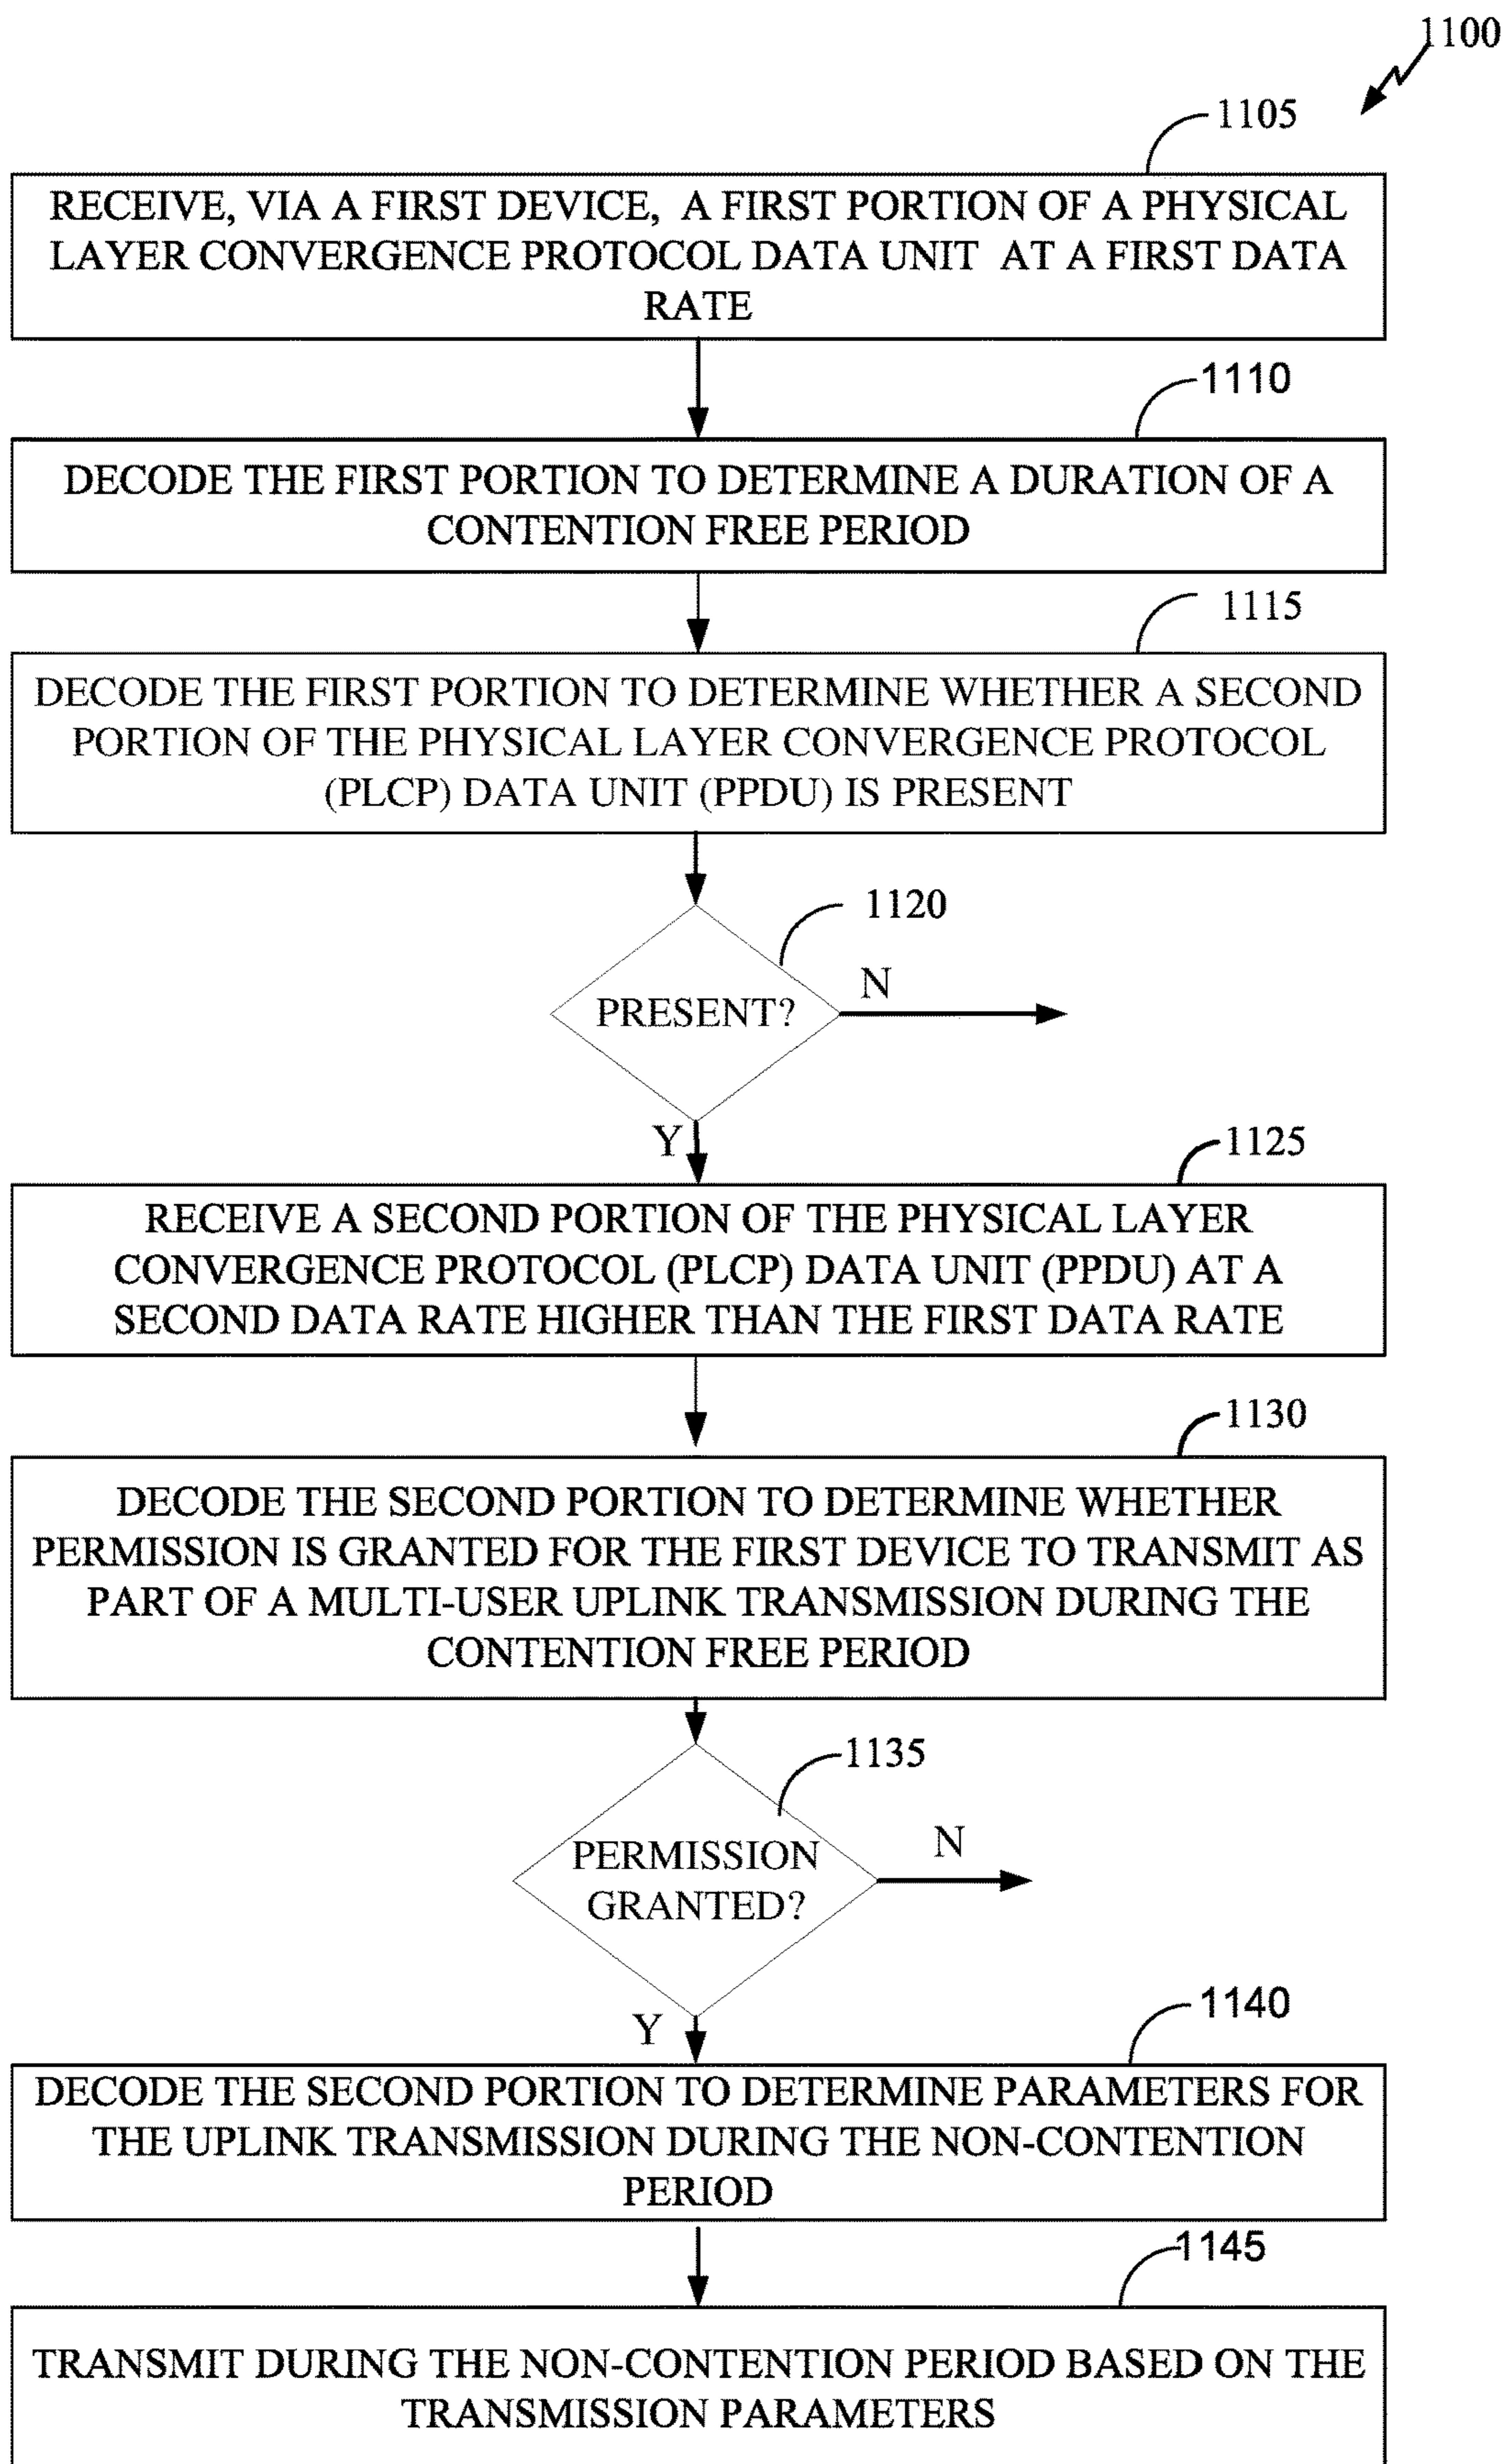 1100
1105
RECEIVE, VIA A FIRST DEVICE, A FIRST PORTION OF A PHYSICAL
LAYER CONVERGENCE PROTOCOL DATA UNIT AT A FIRST DATA
RATE
1110
DECODE THE FIRST PORTION TO DETERMINE A DURATION OF A
CONTENTION FREE PERIOD
1115
DECODE THE FIRST PORTION TO DETERMINE WHETHER A SECOND
PORTION OF THE PHYSICAL LAYER CONVERGENCE PROTOCOL
(PLCP) DATA UNIT (PPDU) IS PRESENT
1120
PRESENT?
N
Y
1125
RECEIVE A SECOND PORTION OF THE PHYSICAL LAYER
CONVERGENCE PROTOCOL (PLCP) DATA UNIT (PPDU) AT A
SECOND DATA RATE HIGHER THAN THE FIRST DATA RATE
1130
DECODE THE SECOND PORTION TO DETERMINE WHETHER
PERMISSION IS GRANTED FOR THE FIRST DEVICE TO TRANSMIT AS
PART OF A MULTI-USER UPLINK TRANSMISSION DURING THE
CONTENTION FREE PERIOD
1135
PERMISSION
GRANTED?
N
Y
1140
DECODE THE SECOND PORTION TO DETERMINE PARAMETERS FOR
THE UPLINK TRANSMISSION DURING THE NON-CONTENTION
PERIOD
1145
TRANSMIT DURING THE NON-CONTENTION PERIOD BASED ON THE
TRANSMISSION PARAMETERS